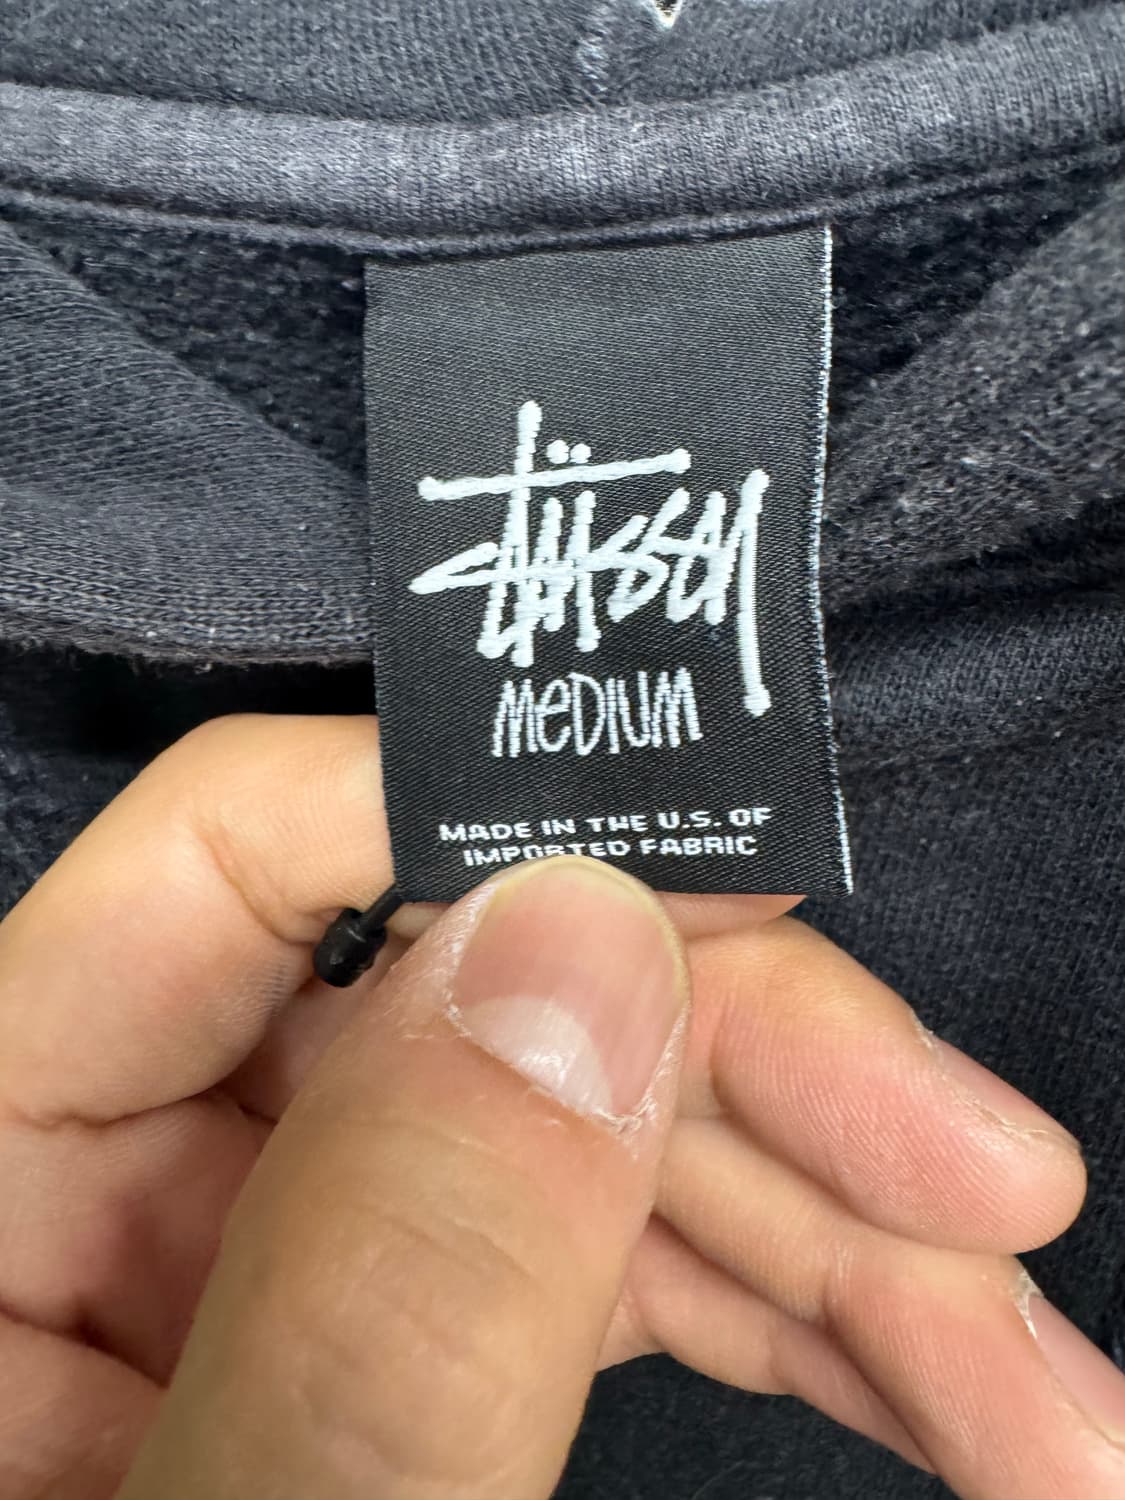 Stüssy
MEDIUM
MADE IN THE U.S. OF
IMPORTED FABRIC